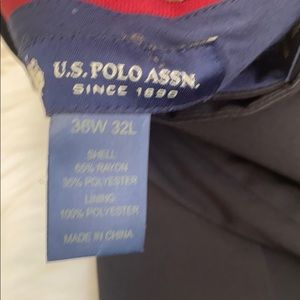 U.S. POLO ASSN.
SINCE 1890
36W 32L
SHELL:
65% RAYON
35% POLYESTER
LINING:
100% POLYESTER
MADE IN CHINA